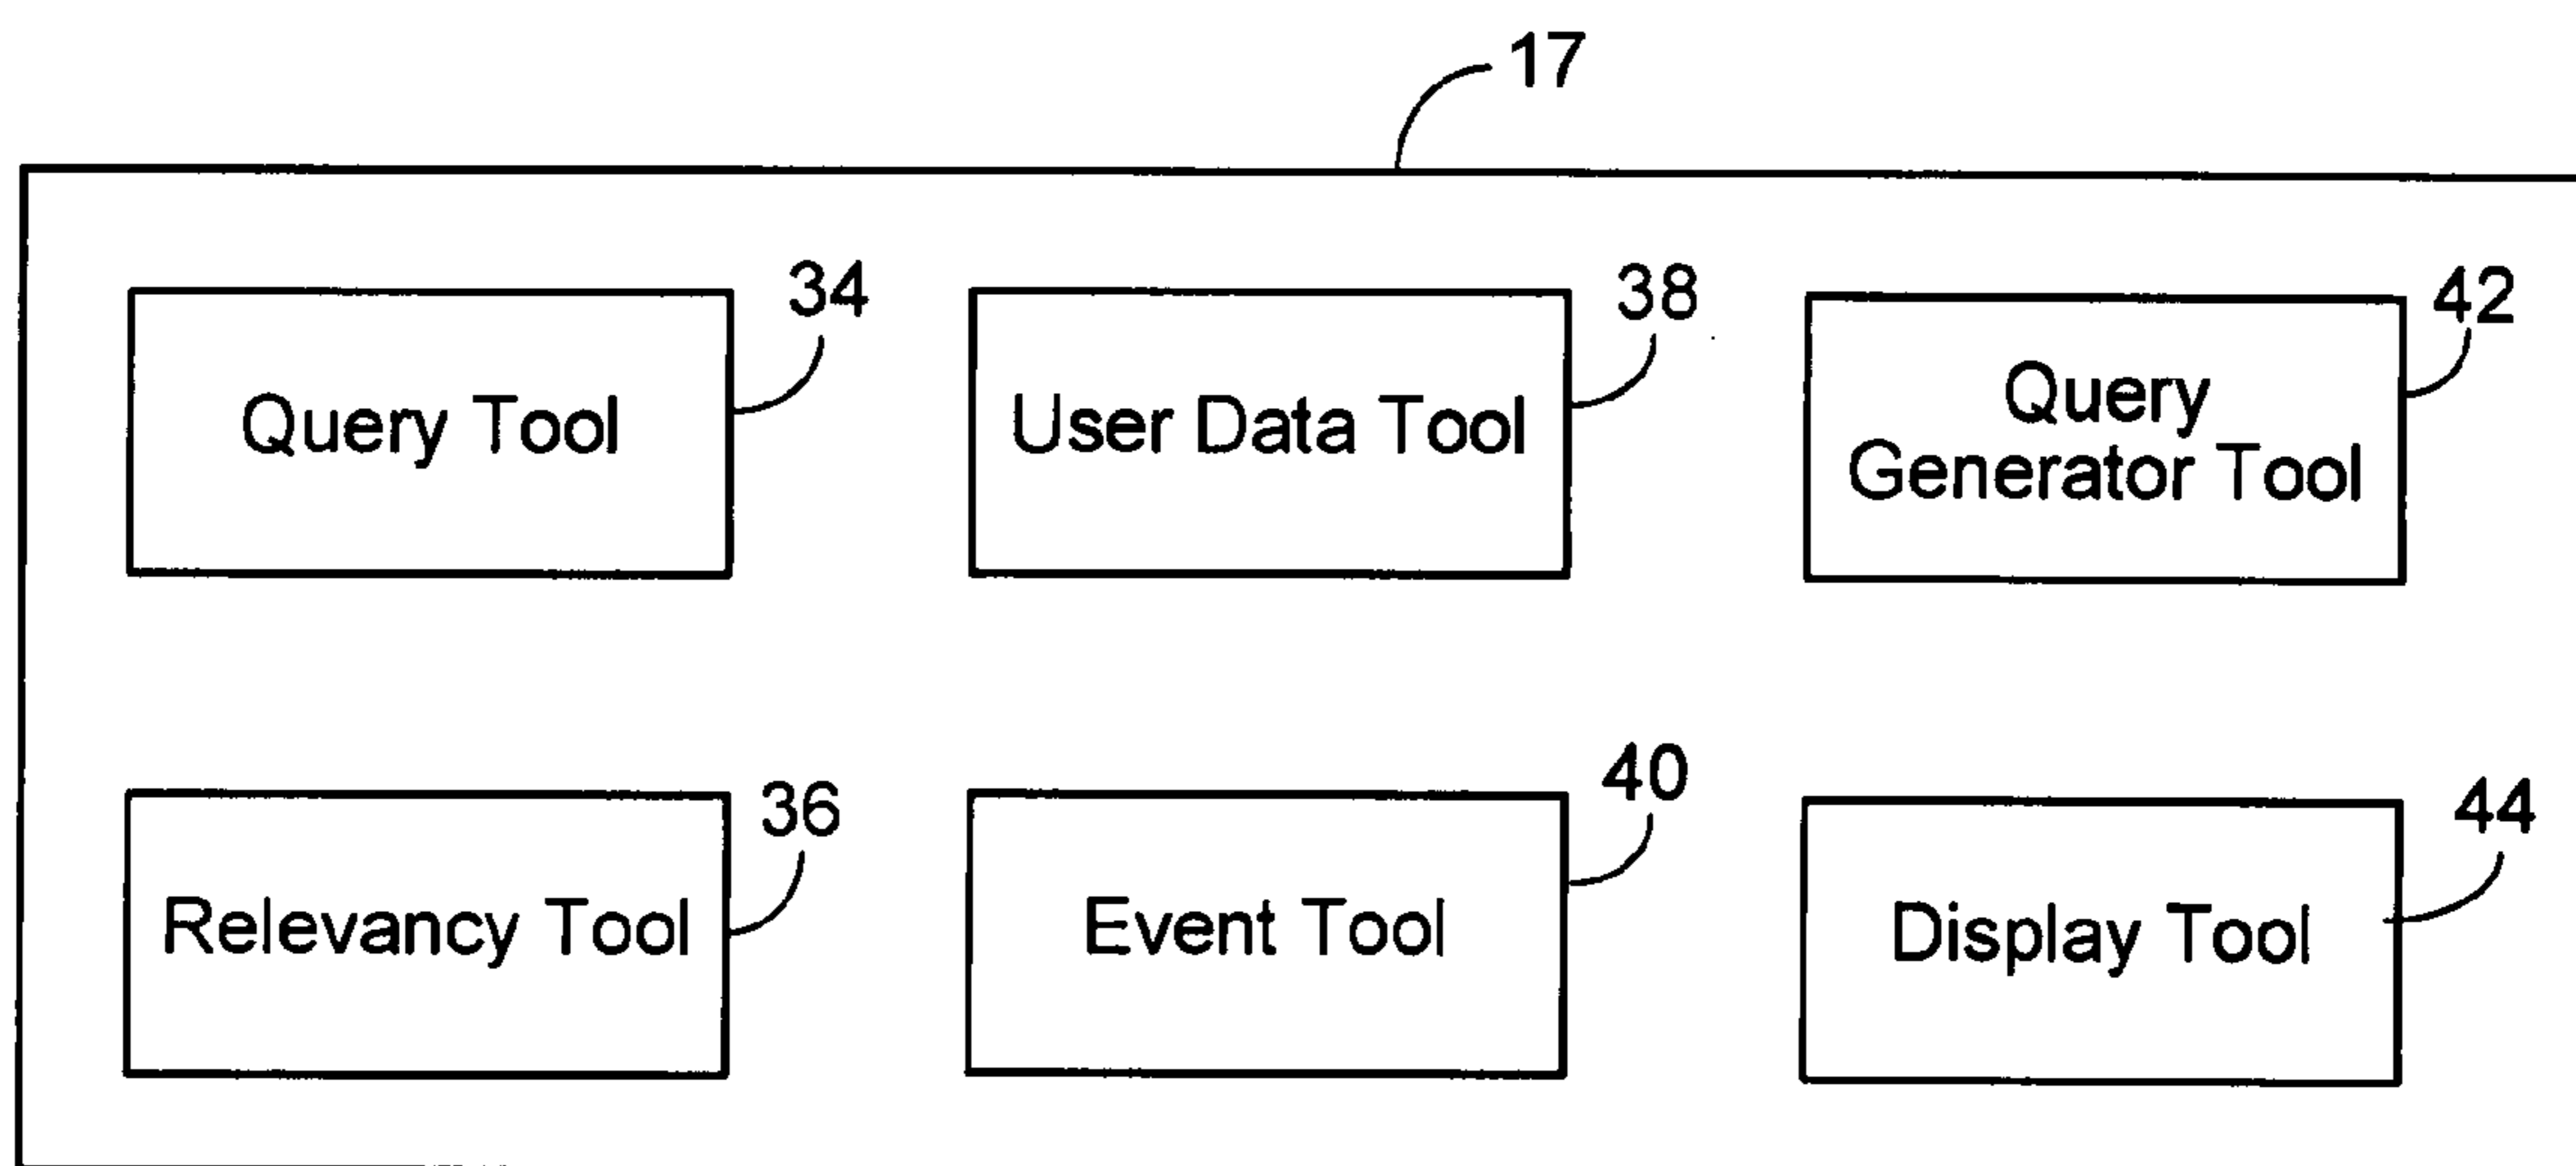 17
34
38
42
Query Tool
User Data Tool
Query
Generator Tool
36
40
44
Relevancy Tool
Event Tool
Display Tool